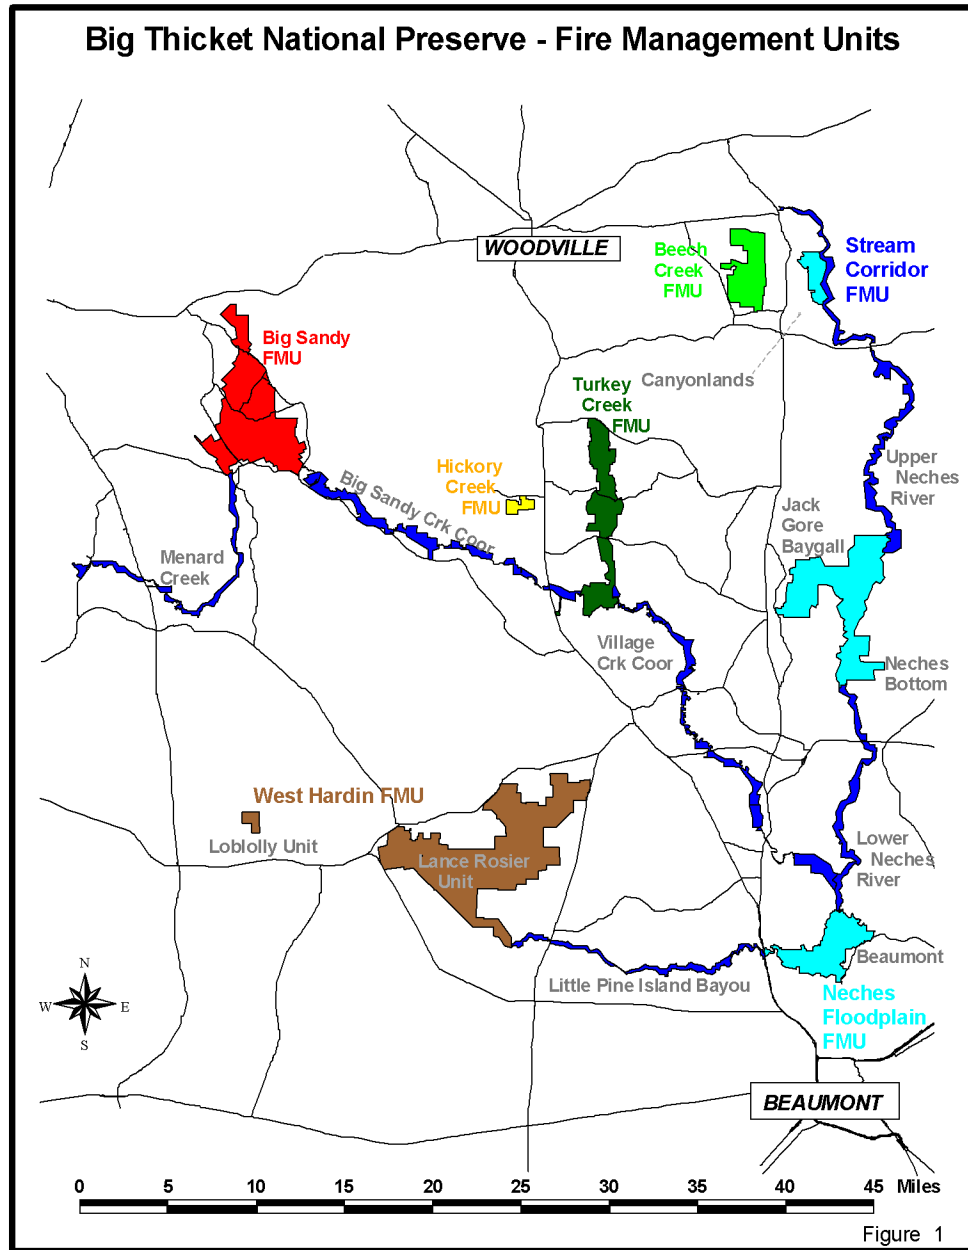 Big Thicket National Preserve - Fire Management Units
WOODVILLE
Beech
Creek
FMU
Stream
Corridor
FMU
Big Sandy
FMU
Canyonlands
Turkey
Creek
FMU
Hickory
Creek
FMU
Big Sandy Crk Coor
Upper
Neches
River
Jack
Gore
Baygall
Menard
Creek
Village
Crk Coor
Neches
Bottom
West Hardin FMU
Loblolly Unit
Lance Rosier
Unit
Lower
Neches
River
Beaumont
Little Pine Island Bayou
Neches
Floodplain
FMU
N
W E
S
BEAUMONT
0 5 10 15 20 25 30 35 40 45 Miles
Figure 1